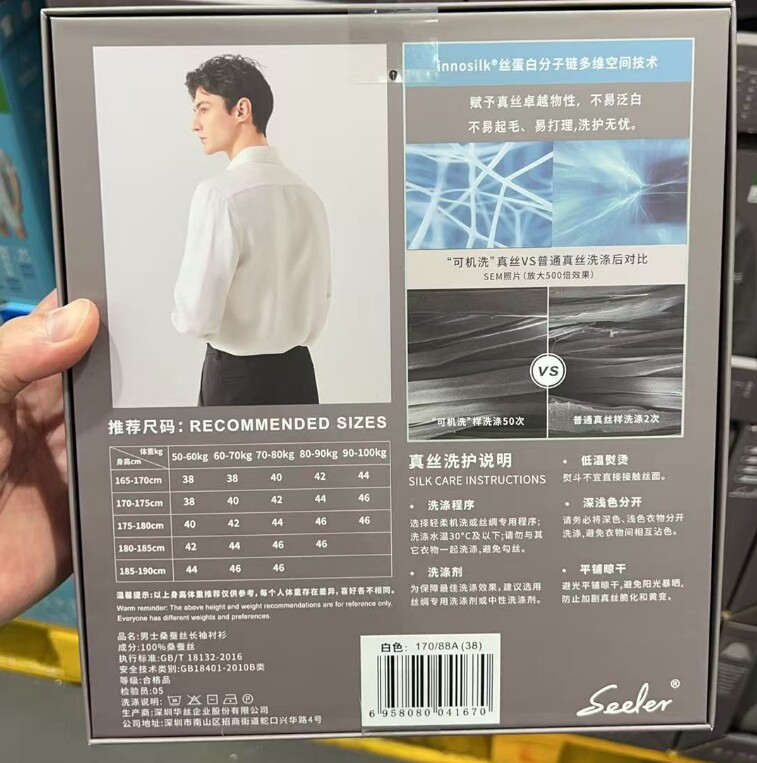 innosilk®丝蛋白分子链多维空间技术
赋予真丝卓越物性，不易泛白
不易起毛、易打理,洗护无忧。
“可机洗”真丝VS普通真丝洗涤后对比
SEM照片(放大500倍效果)
VS
“可机洗”样洗涤50次
普通真丝样洗涤2次
推荐尺码: RECOMMENDED SIZES
体重kg
身高cm
50-60kg 60-70kg 70-80kg 80-90kg 90-100kg
165-170cm 38 38 40 42 44
170-175cm 38 40 42 44 46
175-180cm 40 42 44 46 46
180-185cm 42 44 46 46
185-190cm 44 46 46
温馨提示:以上身高体重推荐仅供参考,每个人体重存在差异,喜好各不相同。
Warm reminder: The above height and weight recommendations are for reference only.
Everyone has different weights and preferences.
品名:男士桑蚕丝长袖衬衫
成分:100%桑蚕丝
执行标准:GB/T 18132-2016
安全技术类别:GB18401-2010B类
等级:合格品
检验员:05
洗涤说明:
生产商:深圳华丝企业股份有限公司
公司地址:深圳市南山区招商街道蛇口兴华路4号
真丝洗护说明
SILK CARE INSTRUCTIONS
• 洗涤程序
选择轻柔机洗或丝绸专用程序;
洗涤水温30°C及以下;请勿与其
它衣物一起洗涤,避免勾丝。
• 洗涤剂
为保障最佳洗涤效果,建议选用
丝绸专用洗涤剂或中性洗涤剂。
• 低温熨烫
熨斗不宜直接接触丝面。
• 深浅色分开
请务必将深色、浅色衣物分开
洗涤,避免衣物间相互沾色。
• 平铺晾干
避光平铺晾干,避免阳光暴晒,
防止加剧真丝脆化和黄变。
白色: 170/88A(38)
6 958080 041670
Seeler®